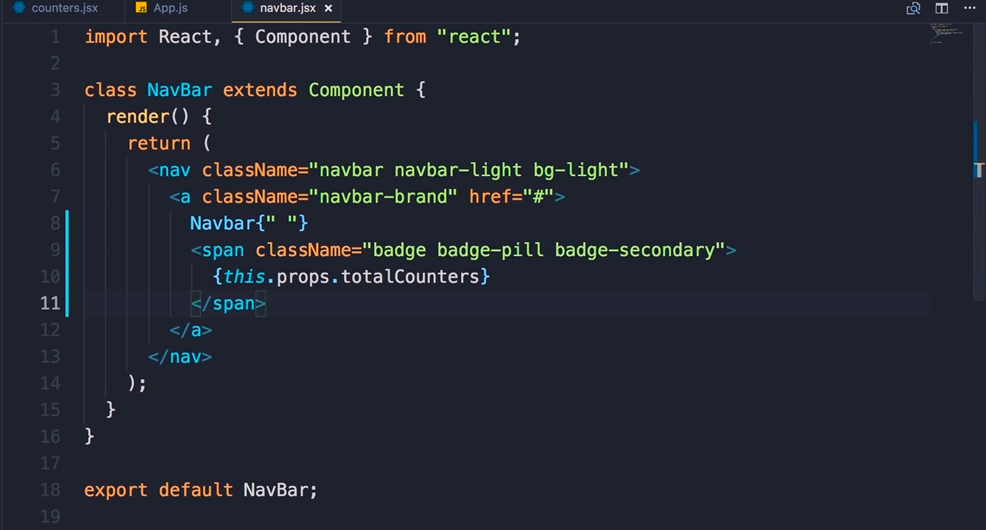 counters.jsx App.js navbar.jsx ×
1 import React, { Component } from "react";
2
3 class NavBar extends Component {
4 render() {
5 return (
6 <nav className="navbar navbar-light bg-light">
7 <a className="navbar-brand" href="#">
8 Navbar{" "}
9 <span className="badge badge-pill badge-secondary">
10 {this.props.totalCounters}
11 </span>
12 </a>
13 </nav>
14 );
15 }
16 }
17
18 export default NavBar;
19